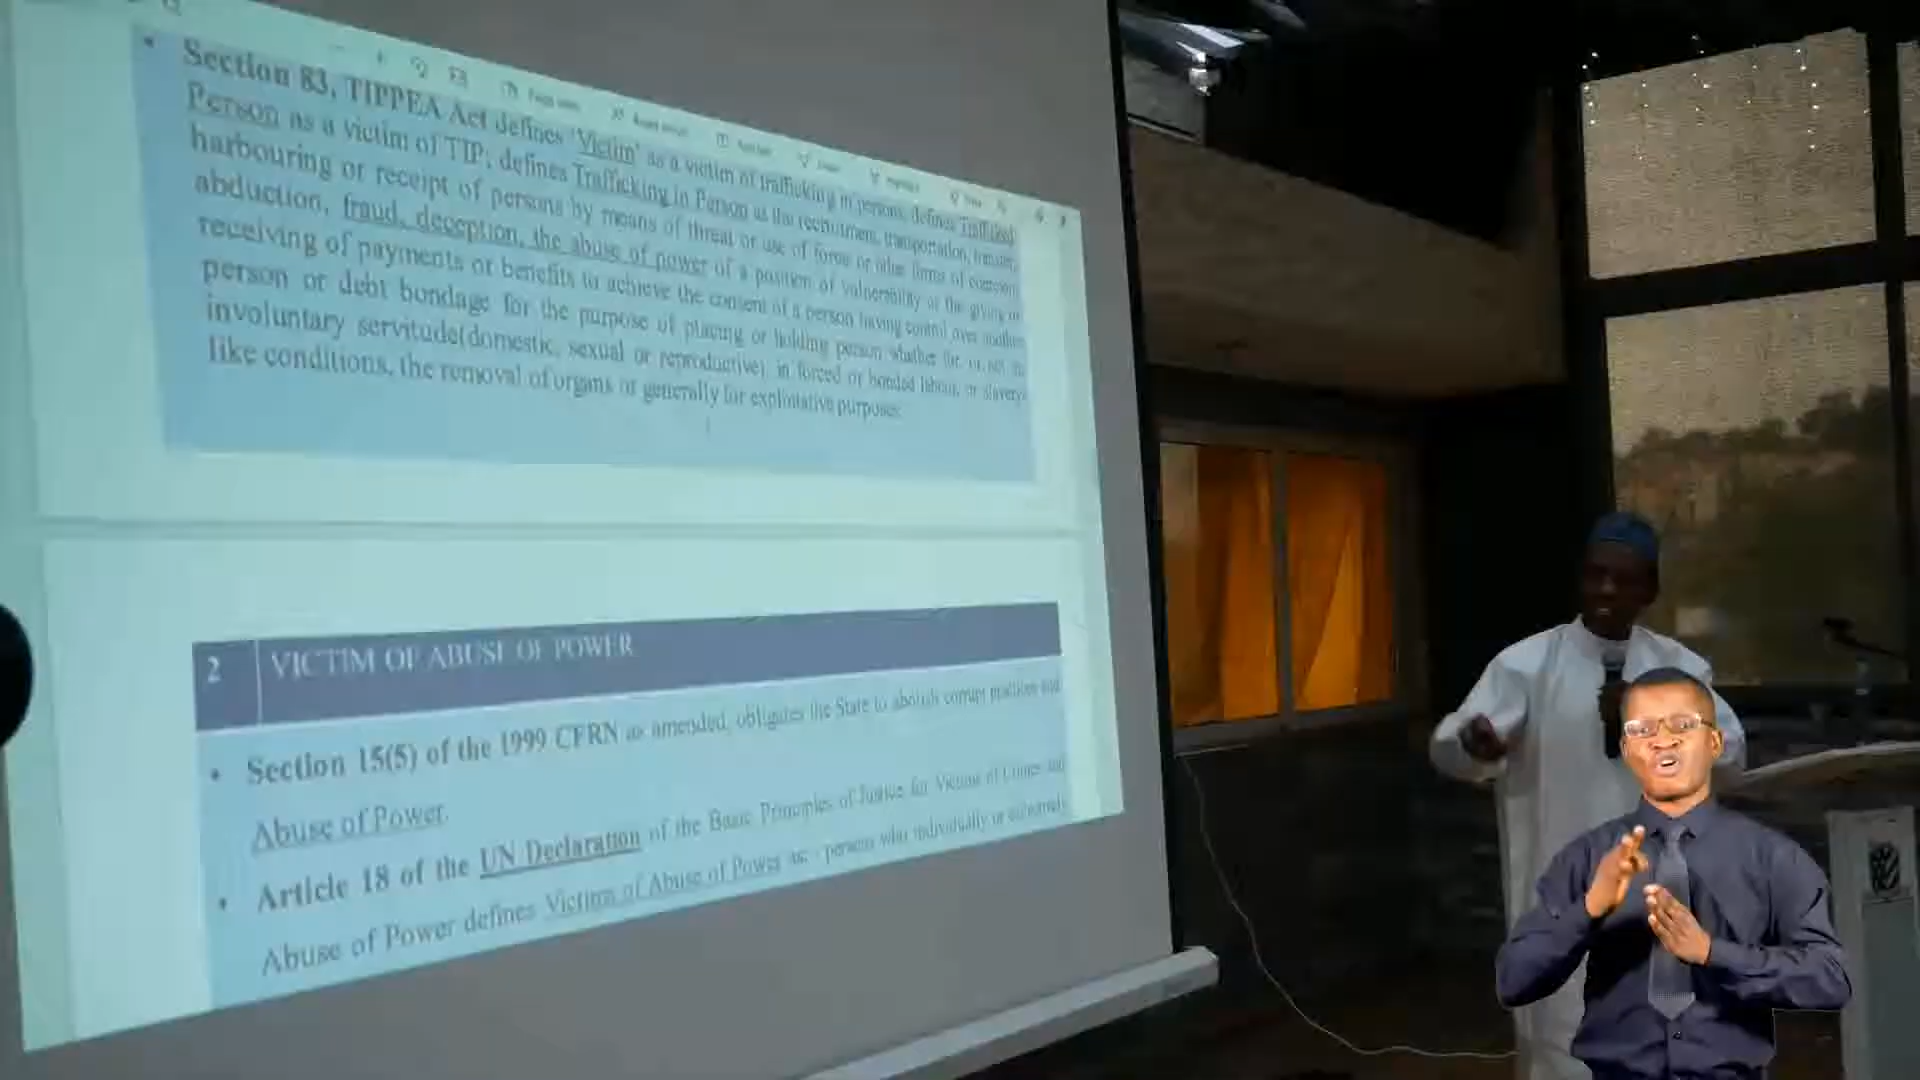 • Section 83, TIPPEA Act defines 'Victim' as a victim of trafficking in persons; defines Trafficked
Person as a victim of TIP; defines Trafficking in Person as the recruitment, transportation, transfer,
harbouring or receipt of persons by means of threat or use of force or other forms of coercion,
abduction, fraud, deception, the abuse of power of a position of vulnerability or the giving or
receiving of payments or benefits to achieve the consent of a person having control over another
person or debt bondage for the purpose of placing or holding person whether for or not in
involuntary servitude(domestic, sexual or reproductive) in forced or bonded labour, or slavery-
like conditions, the removal of organs or generally for exploitative purposes.
2 VICTIM OF ABUSE OF POWER
• Section 15(5) of the 1999 CFRN as amended, obligates the State to abolish corrupt practices and
Abuse of Power.
• Article 18 of the UN Declaration of the Basic Principles of Justice for Victims of Crimes and
Abuse of Power defines Victims of Abuse of Power as: - persons who individually or collectively